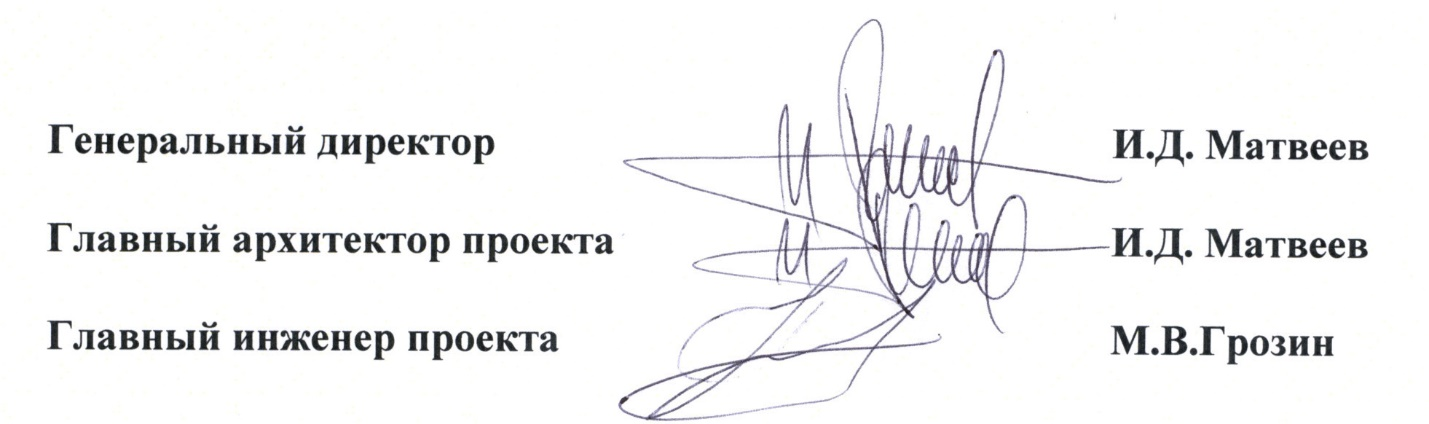 Генеральный директор И.Д. Матвеев
Главный архитектор проекта И.Д. Матвеев
Главный инженер проекта М.В.Грозин